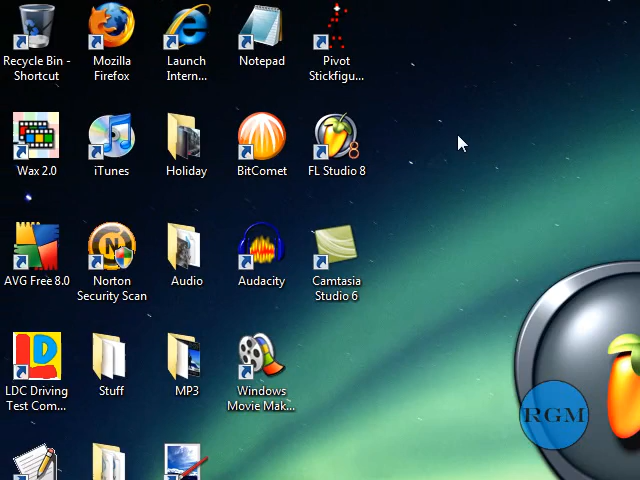 Recycle Bin -
Shortcut
Mozilla
Firefox
Launch
Intern...
Notepad
Pivot
Stickfigu...
Wax 2.0
iTunes
Holiday
BitComet
8
FL Studio 8
AVG Free 8.0
Norton
Security Scan
Audio
Audacity
Camtasia
Studio 6
LD
LDC Driving
Test Com...
Stuff
MP3
Windows
Movie Mak...
RGM